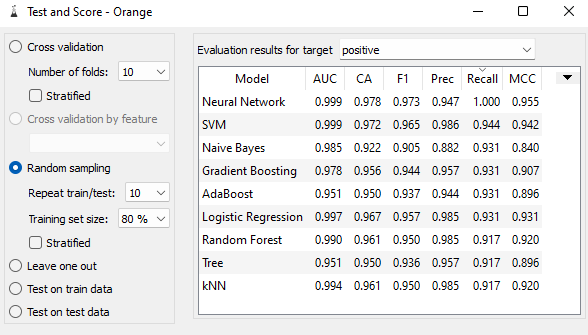 Test and Score - Orange
Cross validation
Number of folds: 10
Stratified
Cross validation by feature
Random sampling
Repeat train/test: 10
Training set size: 80 %
Stratified
Leave one out
Test on train data
Test on test data
Evaluation results for target positive
Model AUC CA F1 Prec Recall MCC
Neural Network 0.999 0.978 0.973 0.947 1.000 0.955
SVM 0.999 0.972 0.965 0.986 0.944 0.942
Naive Bayes 0.985 0.922 0.905 0.882 0.931 0.840
Gradient Boosting 0.978 0.956 0.944 0.957 0.931 0.907
AdaBoost 0.951 0.950 0.937 0.944 0.931 0.896
Logistic Regression 0.997 0.967 0.957 0.985 0.931 0.931
Random Forest 0.990 0.961 0.950 0.985 0.917 0.920
Tree 0.951 0.950 0.936 0.957 0.917 0.896
kNN 0.994 0.961 0.950 0.985 0.917 0.920